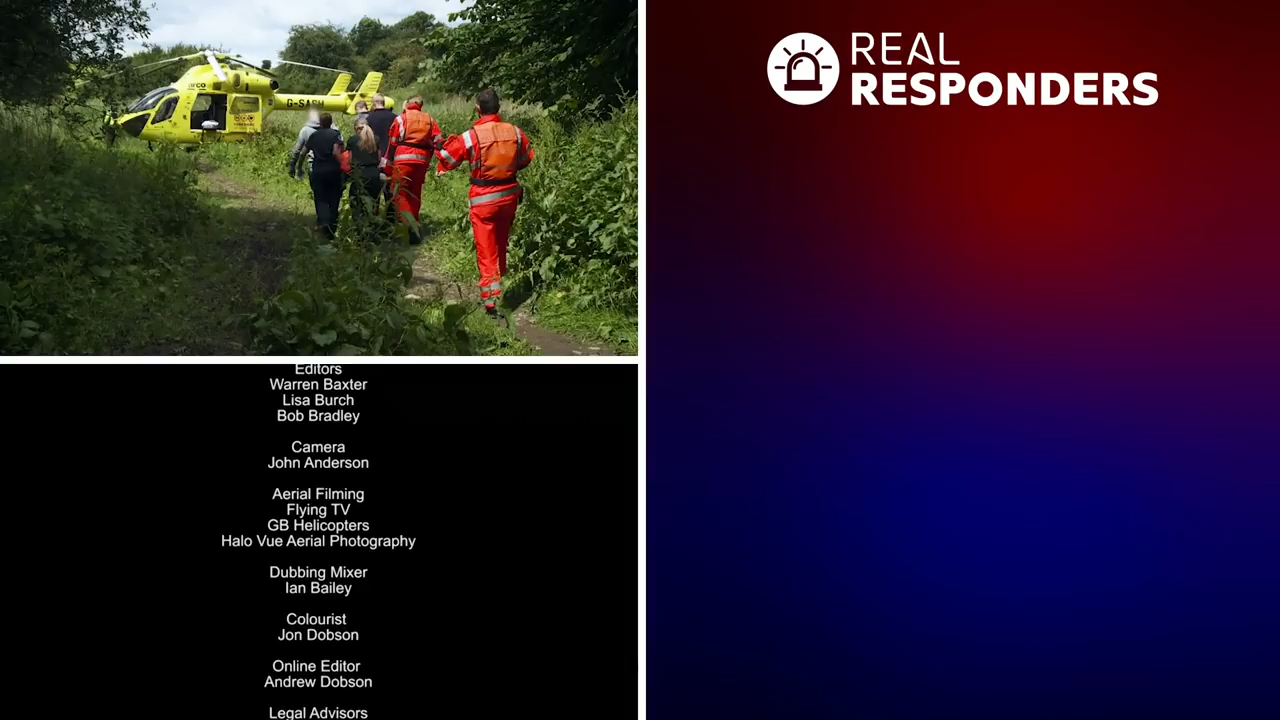 G-SASH
Editors
Warren Baxter
Lisa Burch
Bob Bradley
Camera
John Anderson
Aerial Filming
Flying TV
GB Helicopters
Halo Vue Aerial Photography
Dubbing Mixer
Ian Bailey
Colourist
Jon Dobson
Online Editor
Andrew Dobson
Legal Advisors
REAL
RESPONDERS